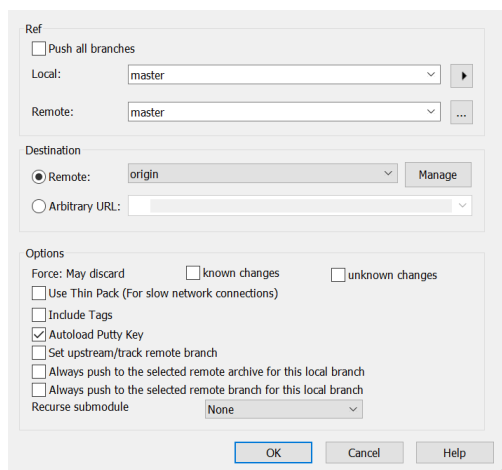 Ref
Push all branches
Local: master
Remote: master ...
Destination
Remote: origin Manage
Arbitrary URL:
Options
Force: May discard known changes unknown changes
Use Thin Pack (For slow network connections)
Include Tags
Autoload Putty Key
Set upstream/track remote branch
Always push to the selected remote archive for this local branch
Always push to the selected remote branch for this local branch
Recurse submodule None
OK Cancel Help